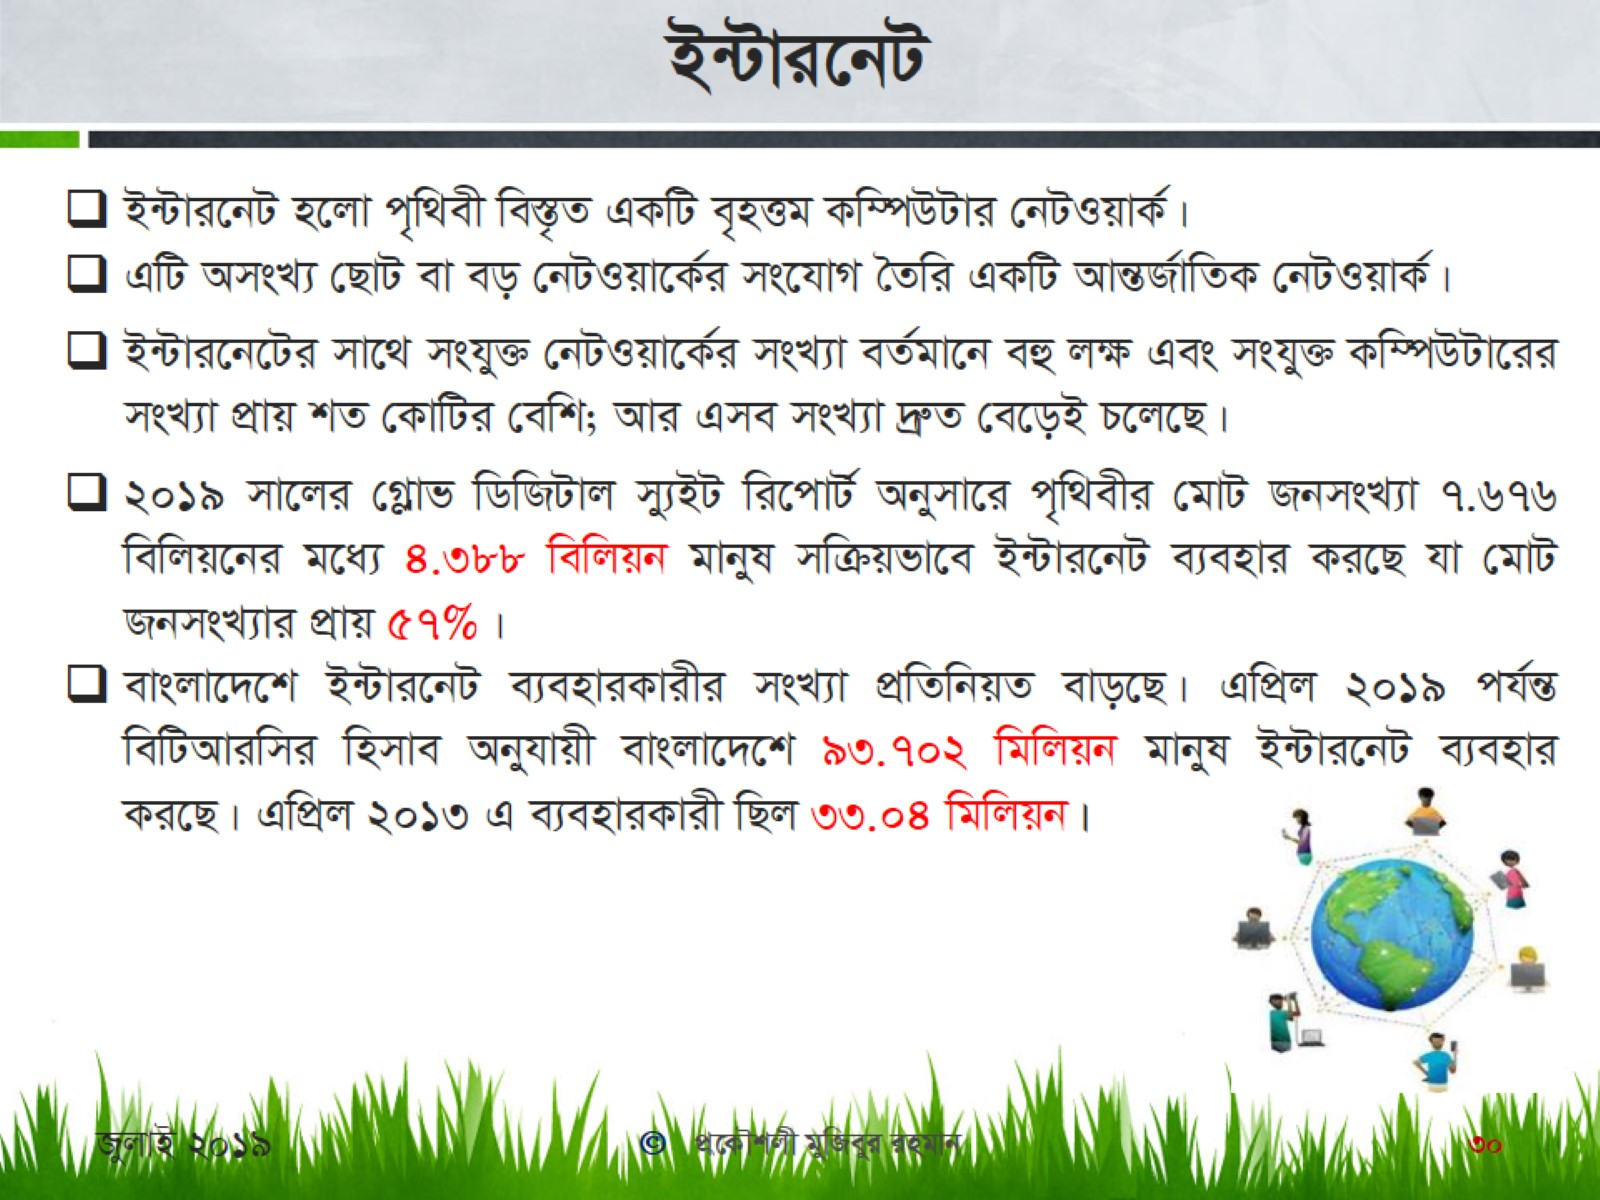 ইন্টারনেট
❑ ইন্টারনেট হলো পৃথিবী বিস্তৃত একটি বৃহত্তম কম্পিউটার নেটওয়ার্ক।
❑ এটি অসংখ্য ছোট বা বড় নেটওয়ার্কের সংযোগ তৈরি একটি আন্তর্জাতিক নেটওয়ার্ক।
❑ ইন্টারনেটের সাথে সংযুক্ত নেটওয়ার্কের সংখ্যা বর্তমানে বহু লক্ষ এবং সংযুক্ত কম্পিউটারের
সংখ্যা প্রায় শত কোটির বেশি; আর এসব সংখ্যা দ্রুত বেড়েই চলেছে।
❑ ২০১৯ সালের গ্লোভ ডিজিটাল স্যুইট রিপোর্ট অনুসারে পৃথিবীর মোট জনসংখ্যা ৭.৬৭৬
বিলিয়নের মধ্যে ৪.৩৮৮ বিলিয়ন মানুষ সক্রিয়ভাবে ইন্টারনেট ব্যবহার করছে যা মোট
জনসংখ্যার প্রায় ৫৭% ।
❑ বাংলাদেশে ইন্টারনেট ব্যবহারকারীর সংখ্যা প্রতিনিয়ত বাড়ছে। এপ্রিল ২০১৯ পর্যন্ত
বিটিআরসির হিসাব অনুযায়ী বাংলাদেশে ৯৩.৭০২ মিলিয়ন মানুষ ইন্টারনেট ব্যবহার
করছে। এপ্রিল ২০১৩ এ ব্যবহারকারী ছিল ৩৩.০৪ মিলিয়ন।
জুলাই ২০১৯ © প্রকৌশলী মুজিবুর রহমান ৩০